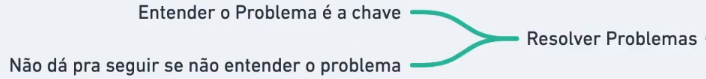 Entender o Problema é a chave
Resolver Problemas
Não dá pra seguir se não entender o problema